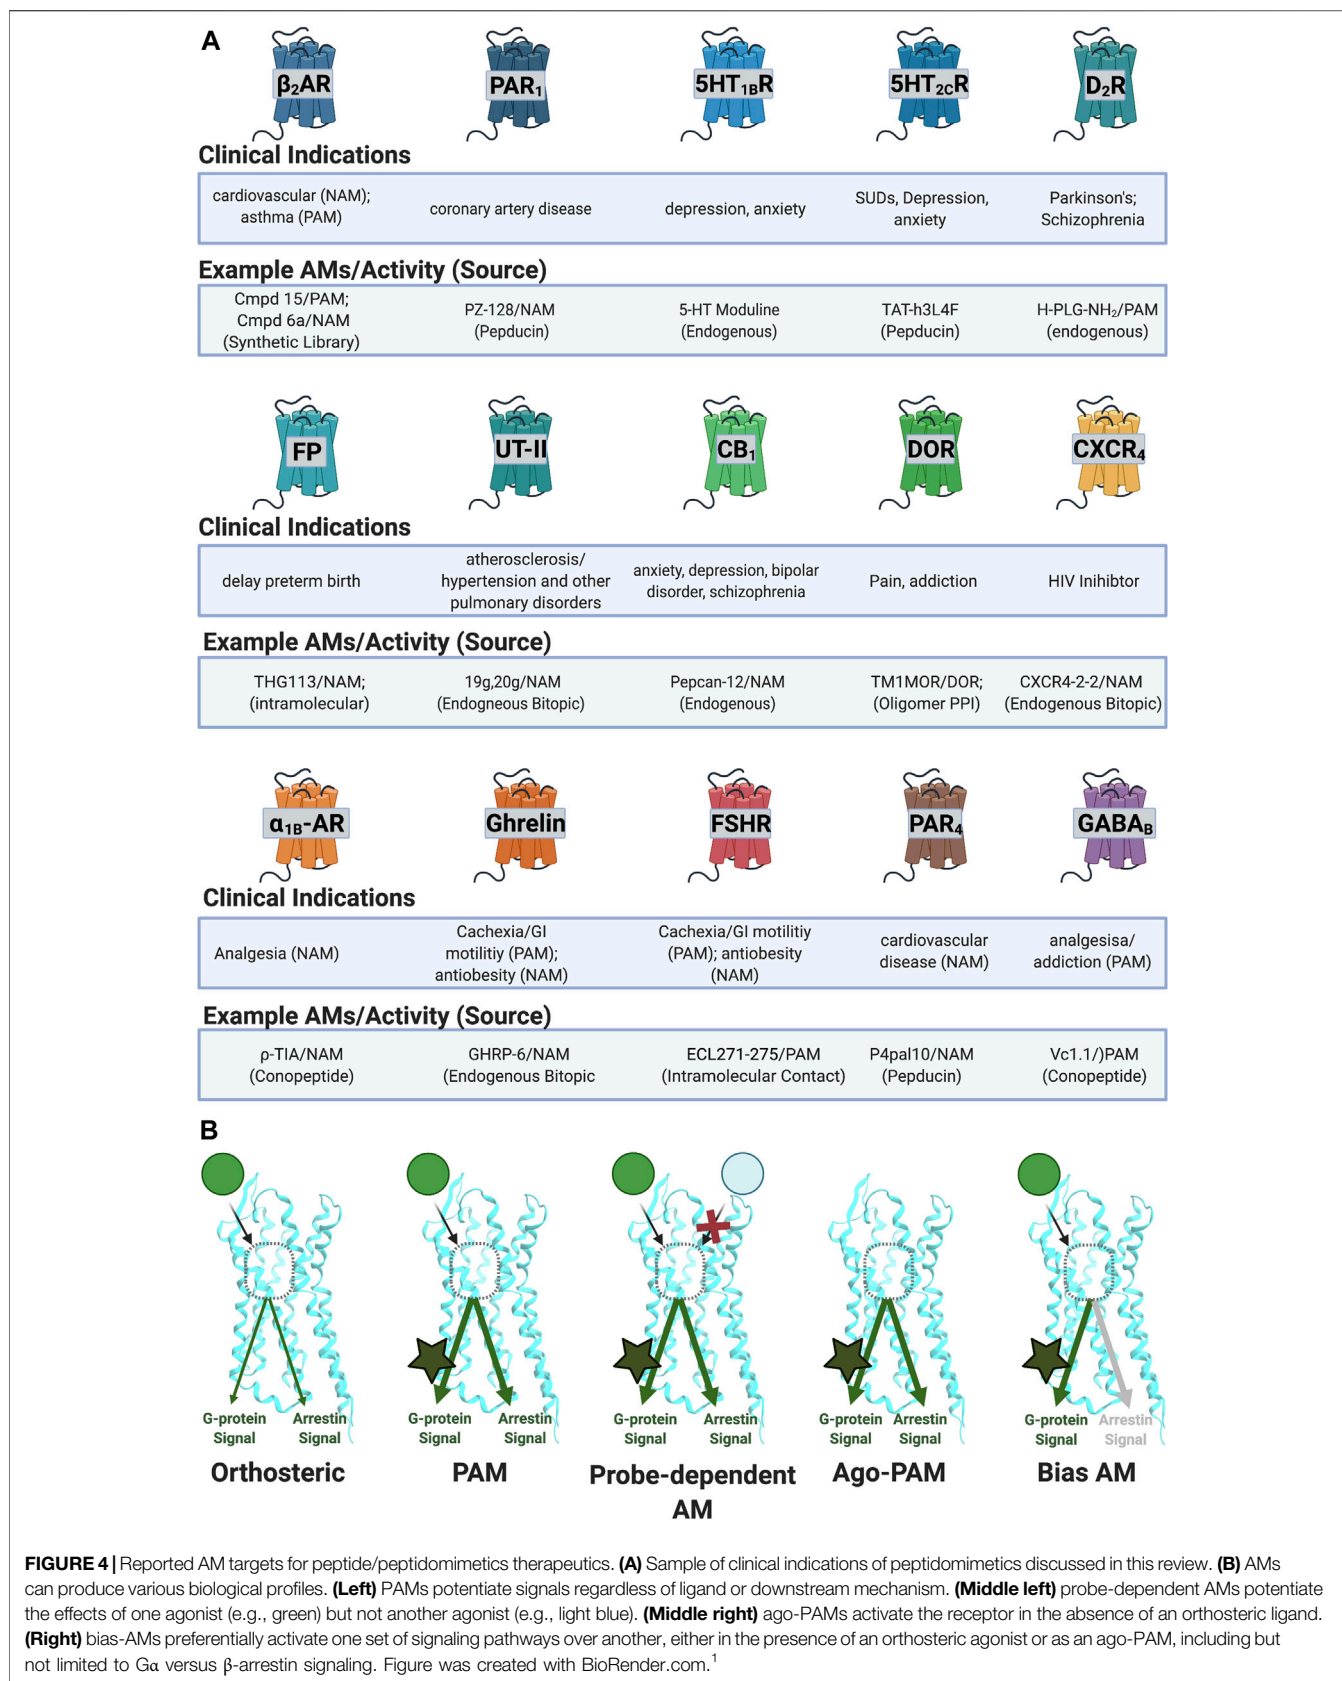 A
β₂AR
PAR₁
5HT₁BR
5HT₂CR
D₂R
Clinical Indications
cardiovascular (NAM);
asthma (PAM)
coronary artery disease
depression, anxiety
SUDs, Depression,
anxiety
Parkinson's;
Schizophrenia
Example AMs/Activity (Source)
Cmpd 15/PAM;
Cmpd 6a/NAM
(Synthetic Library)
PZ-128/NAM
(Pepducin)
5-HT Moduline
(Endogenous)
TAT-h3L4F
(Pepducin)
H-PLG-NH₂/PAM
(endogenous)
FP
UT-II
CB₁
DOR
CXCR₄
Clinical Indications
delay preterm birth
atherosclerosis/
hypertension and other
pulmonary disorders
anxiety, depression, bipolar
disorder, schizophrenia
Pain, addiction
HIV Inihibtor
Example AMs/Activity (Source)
THG113/NAM;
(intramolecular)
19g,20g/NAM
(Endogneous Bitopic)
Pepcan-12/NAM
(Endogenous)
TM1MOR/DOR;
(Oligomer PPI)
CXCR4-2-2/NAM
(Endogenous Bitopic)
α₁B-AR
Ghrelin
FSHR
PAR₄
GABAB
Clinical Indications
Analgesia (NAM)
Cachexia/GI
motilitiy (PAM);
antiobesity (NAM)
Cachexia/GI motilitiy
(PAM); antiobesity
(NAM)
cardiovascular
disease (NAM)
analgesisa/
addiction (PAM)
Example AMs/Activity (Source)
ρ-TIA/NAM
(Conopeptide)
GHRP-6/NAM
(Endogenous Bitopic
ECL271-275/PAM
(Intramolecular Contact)
P4pal10/NAM
(Pepducin)
Vc1.1/)PAM
(Conopeptide)
B
G-protein
Signal
Arrestin
Signal
Orthosteric
G-protein
Signal
Arrestin
Signal
PAM
G-protein
Signal
Arrestin
Signal
Probe-dependent
AM
G-protein
Signal
Arrestin
Signal
Ago-PAM
G-protein
Signal
Arrestin
Signal
Bias AM
FIGURE 4 | Reported AM targets for peptide/peptidomimetics therapeutics. (A) Sample of clinical indications of peptidomimetics discussed in this review. (B) AMs
can produce various biological profiles. (Left) PAMs potentiate signals regardless of ligand or downstream mechanism. (Middle left) probe-dependent AMs potentiate
the effects of one agonist (e.g., green) but not another agonist (e.g., light blue). (Middle right) ago-PAMs activate the receptor in the absence of an orthosteric ligand.
(Right) bias-AMs preferentially activate one set of signaling pathways over another, either in the presence of an orthosteric agonist or as an ago-PAM, including but
not limited to Gα versus β-arrestin signaling. Figure was created with BioRender.com.¹